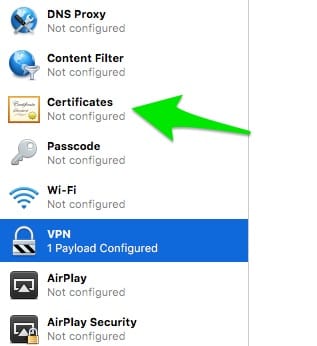 DNS Proxy
Not configured
Content Filter
Not configured
Certificates
Not configured
Passcode
Not configured
Wi-Fi
Not configured
VPN
1 Payload Configured
AirPlay
Not configured
AirPlay Security
Not configured